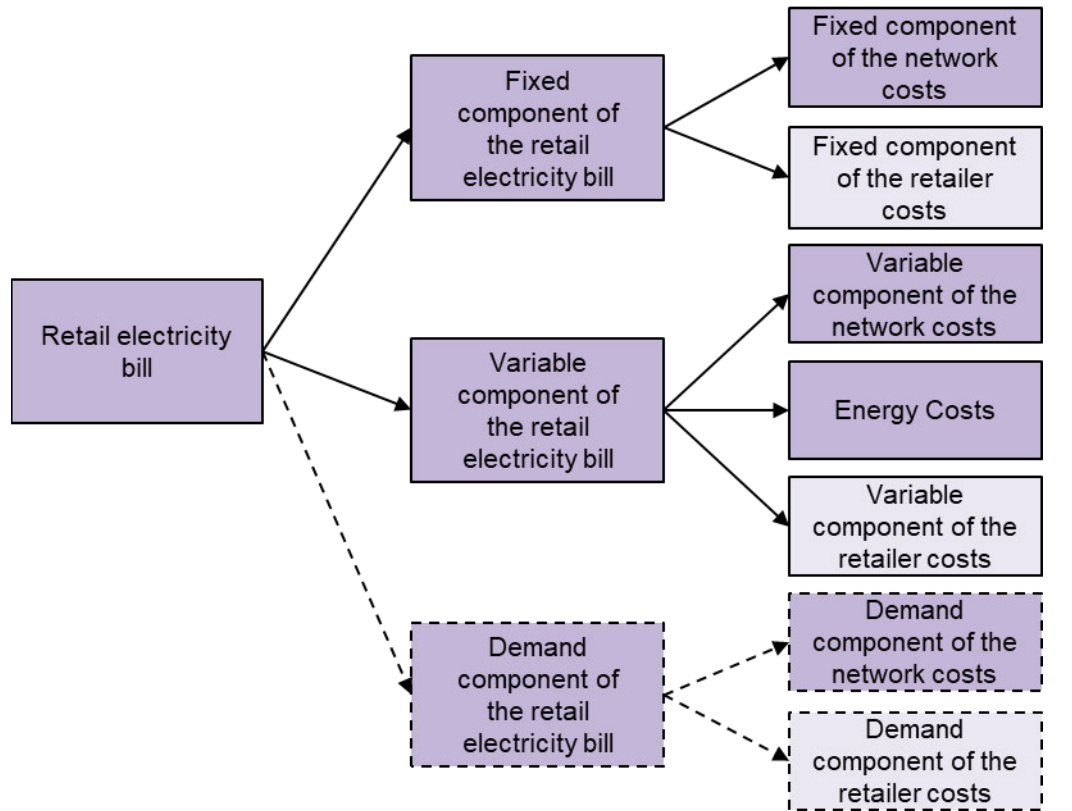 Retail electricity
bill
Fixed
component of
the retail
electricity bill
Variable
component of
the retail
electricity bill
Demand
component of
the retail
electricity bill
Fixed component
of the network
costs
Fixed component
of the retailer
costs
Variable
component of the
network costs
Energy Costs
Variable
component of the
retailer costs
Demand
component of the
network costs
Demand
component of the
retailer costs